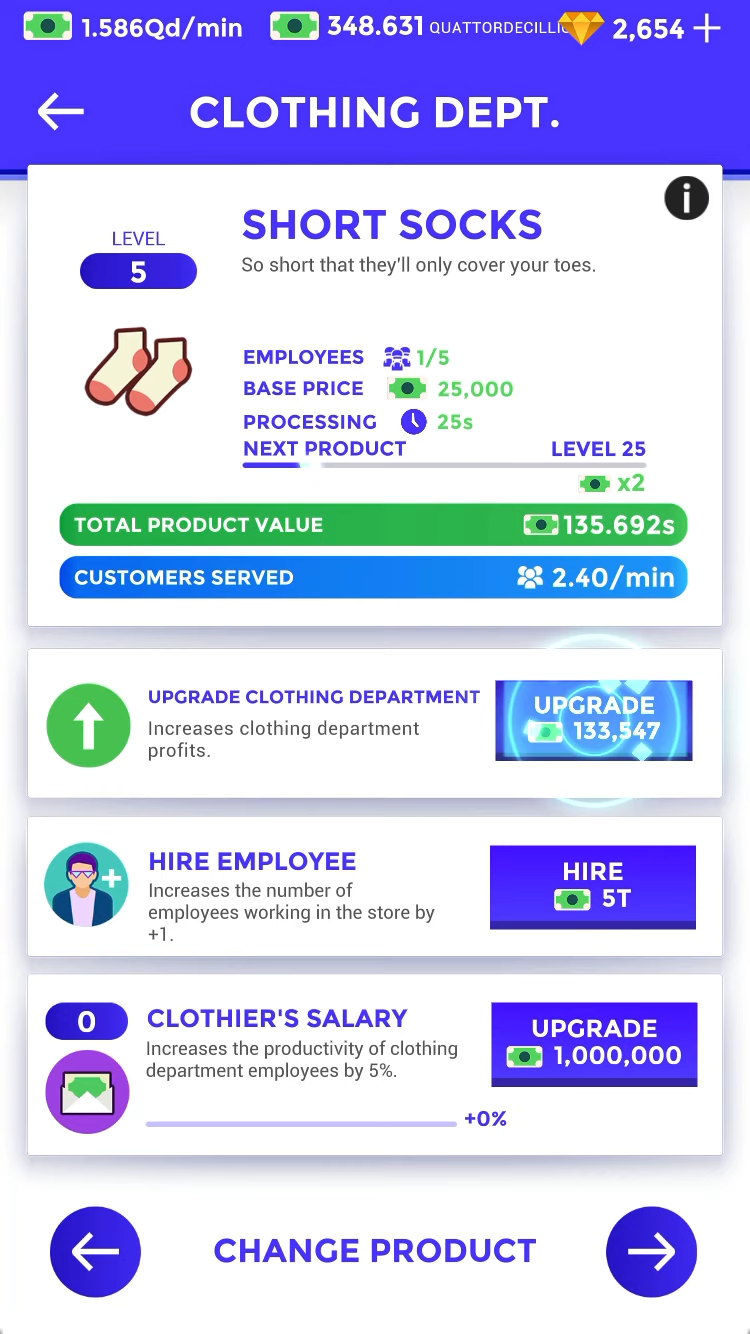 1.586Qd/min 348.631 2,654
CLOTHING DEPT.
i
SHORT SOCKS
LEVEL
5
So short that they'll only cover your toes.
EMPLOYEES 1/5
BASE PRICE 25,000
PROCESSING 25s
NEXT PRODUCT LEVEL 25
x2
TOTAL PRODUCT VALUE 135.692s
CUSTOMERS SERVED 2.40/min
UPGRADE CLOTHING DEPARTMENT
Increases clothing department
profits.
UPGRADE
133,547
HIRE EMPLOYEE
Increases the number of
employees working in the store by
+1.
HIRE
5T
0
CLOTHIER'S SALARY
Increases the productivity of clothing
department employees by 5%.
UPGRADE
1,000,000
+0%
CHANGE PRODUCT